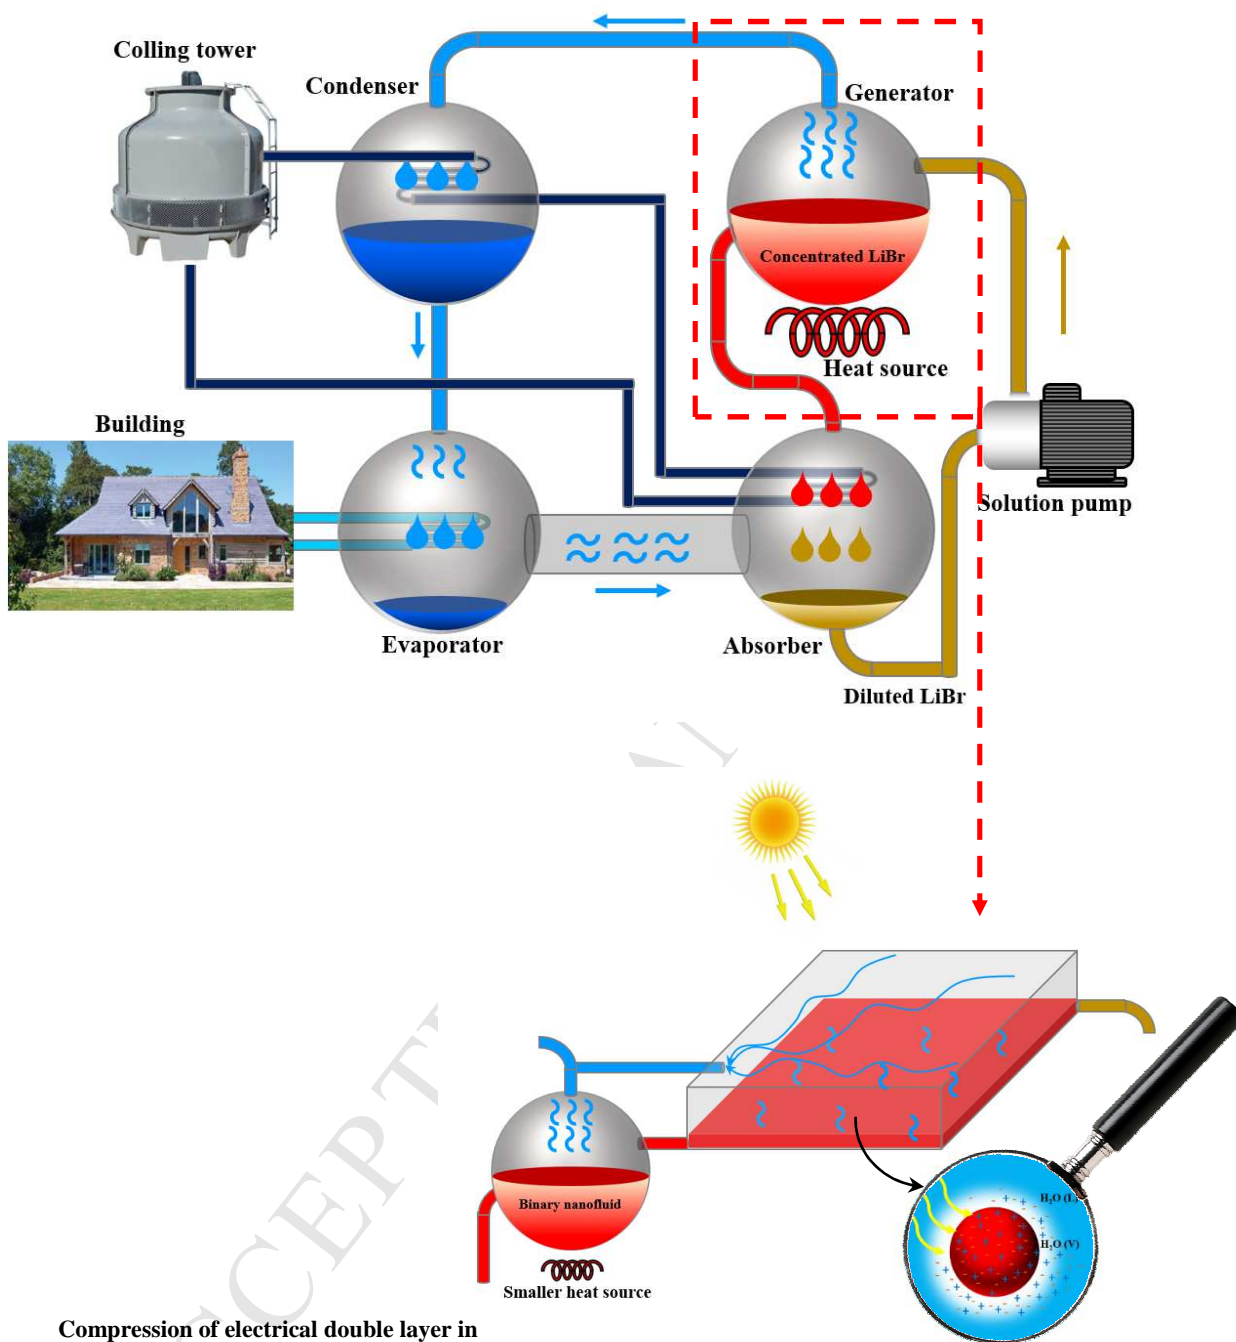 Colling tower
Condenser
Generator
Concentrated LiBr
Heat source
Building
Solution pump
Evaporator
Absorber
Diluted LiBr
H₂O (L)
H₂O (V)
Binary nanofluid
Smaller heat source
Compression of electrical double layer in